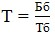 Т = Бб / Тб